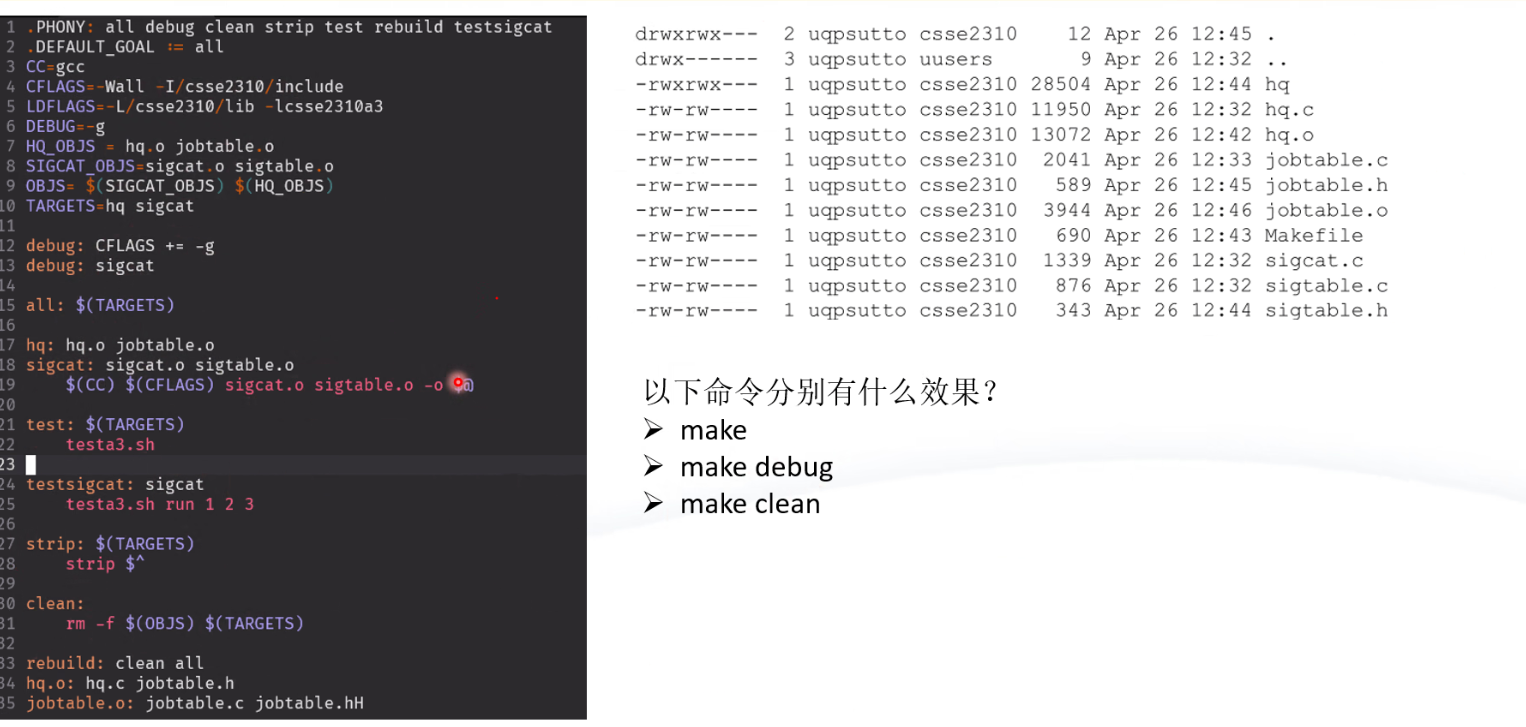 1 .PHONY: all debug clean strip test rebuild testsigcat
2 .DEFAULT_GOAL := all
3 CC=gcc
4 CFLAGS=-Wall -I/csse2310/include
5 LDFLAGS=-L/csse2310/lib -lcsse2310a3
6 DEBUG=-g
7 HQ_OBJS = hq.o jobtable.o
8 SIGCAT_OBJS=sigcat.o sigtable.o
9 OBJS= $(SIGCAT_OBJS) $(HQ_OBJS)
10 TARGETS=hq sigcat
11
12 debug: CFLAGS += -g
13 debug: sigcat
14
15 all: $(TARGETS)
16
17 hq: hq.o jobtable.o
18 sigcat: sigcat.o sigtable.o
19 $(CC) $(CFLAGS) sigcat.o sigtable.o -o $@
20
21 test: $(TARGETS)
22 testa3.sh
23
24 testsigcat: sigcat
25 testa3.sh run 1 2 3
26
27 strip: $(TARGETS)
28 strip $^
29
30 clean:
31 rm -f $(OBJS) $(TARGETS)
32
33 rebuild: clean all
34 hq.o: hq.c jobtable.h
35 jobtable.o: jobtable.c jobtable.hH
drwxrwx--- 2 uqpsutto csse2310 12 Apr 26 12:45 .
drwx------ 3 uqpsutto uusers 9 Apr 26 12:32 ..
-rwxrwx--- 1 uqpsutto csse2310 28504 Apr 26 12:44 hq
-rw-rw---- 1 uqpsutto csse2310 11950 Apr 26 12:32 hq.c
-rw-rw---- 1 uqpsutto csse2310 13072 Apr 26 12:42 hq.o
-rw-rw---- 1 uqpsutto csse2310 2041 Apr 26 12:33 jobtable.c
-rw-rw---- 1 uqpsutto csse2310 589 Apr 26 12:45 jobtable.h
-rw-rw---- 1 uqpsutto csse2310 3944 Apr 26 12:46 jobtable.o
-rw-rw---- 1 uqpsutto csse2310 690 Apr 26 12:43 Makefile
-rw-rw---- 1 uqpsutto csse2310 1339 Apr 26 12:32 sigcat.c
-rw-rw---- 1 uqpsutto csse2310 876 Apr 26 12:32 sigtable.c
-rw-rw---- 1 uqpsutto csse2310 343 Apr 26 12:44 sigtable.h
以下命令分别有什么效果?
➢ make
➢ make debug
➢ make clean